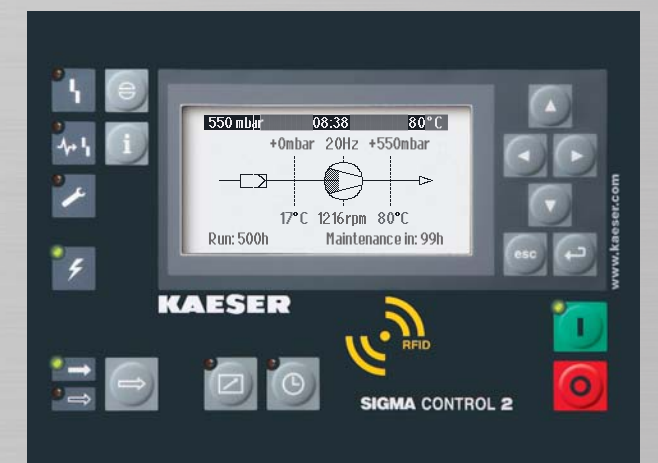 550 mbar 08:38 80°C
+0mbar 20Hz +550mbar
17°C 1216rpm 80°C
Run: 500h Maintenance in: 99h
i
esc
www.kaeser.com
KAESER
RFID
I
O
SIGMA CONTROL 2